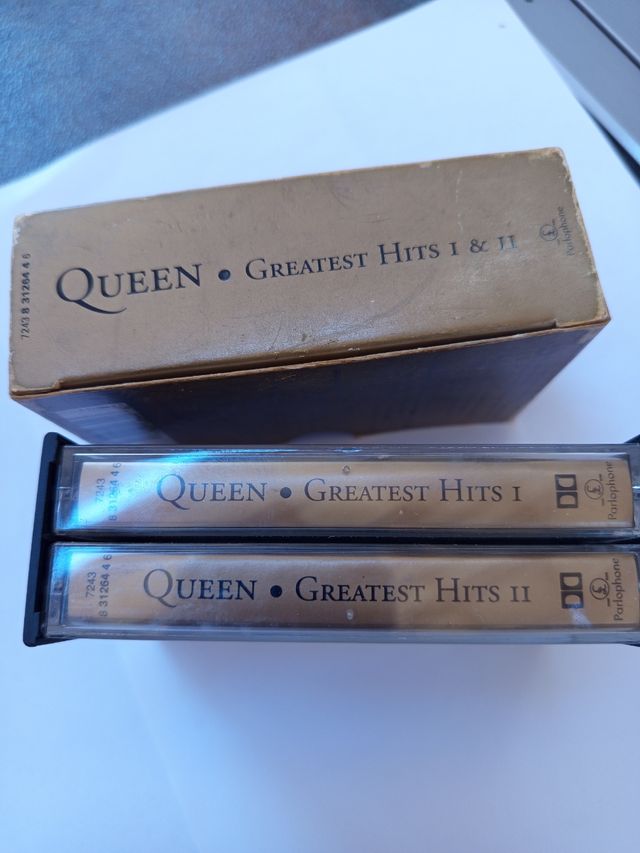 7243 8 31264 4 6
QUEEN • GREATEST HITS I & II
Parlophone
7243
8 31264 4 6
QUEEN • GREATEST HITS I
£
Parlophone
7243
8 31264 4 6
QUEEN • GREATEST HITS II
£
Parlophone